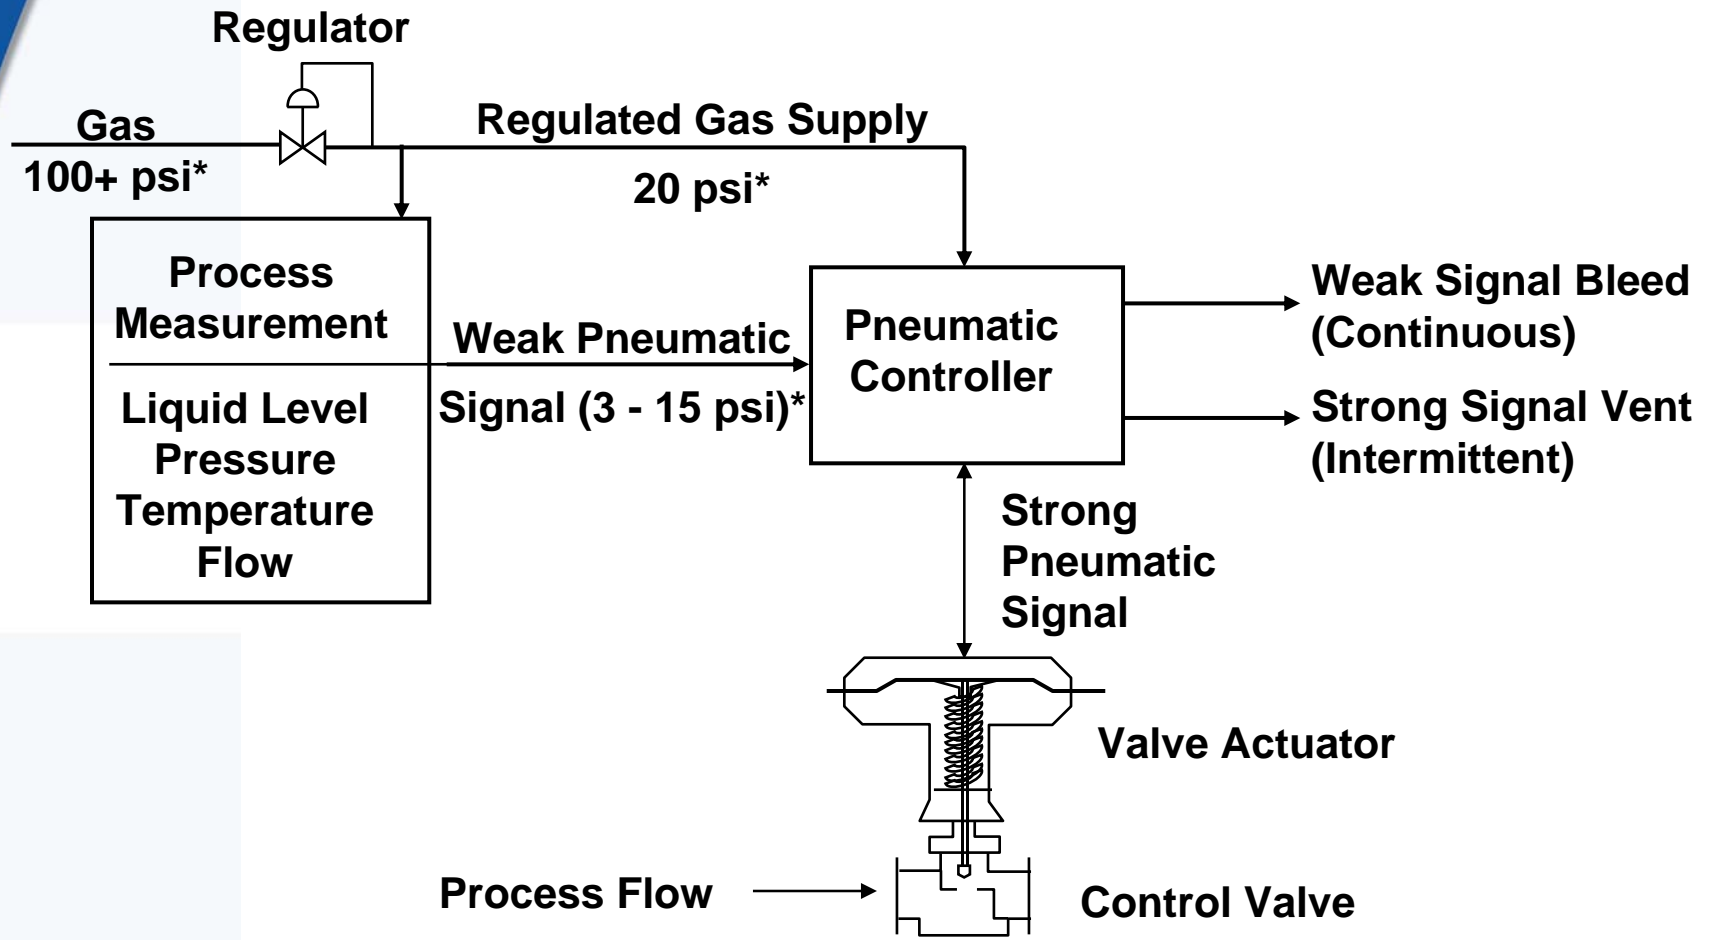 Regulator
Gas
100+ psi*
Regulated Gas Supply
20 psi*
Process
Measurement
Liquid Level
Pressure
Temperature
Flow
Weak Pneumatic
Signal (3 - 15 psi)*
Pneumatic
Controller
Weak Signal Bleed
(Continuous)
Strong Signal Vent
(Intermittent)
Strong
Pneumatic
Signal
Valve Actuator
Process Flow
Control Valve